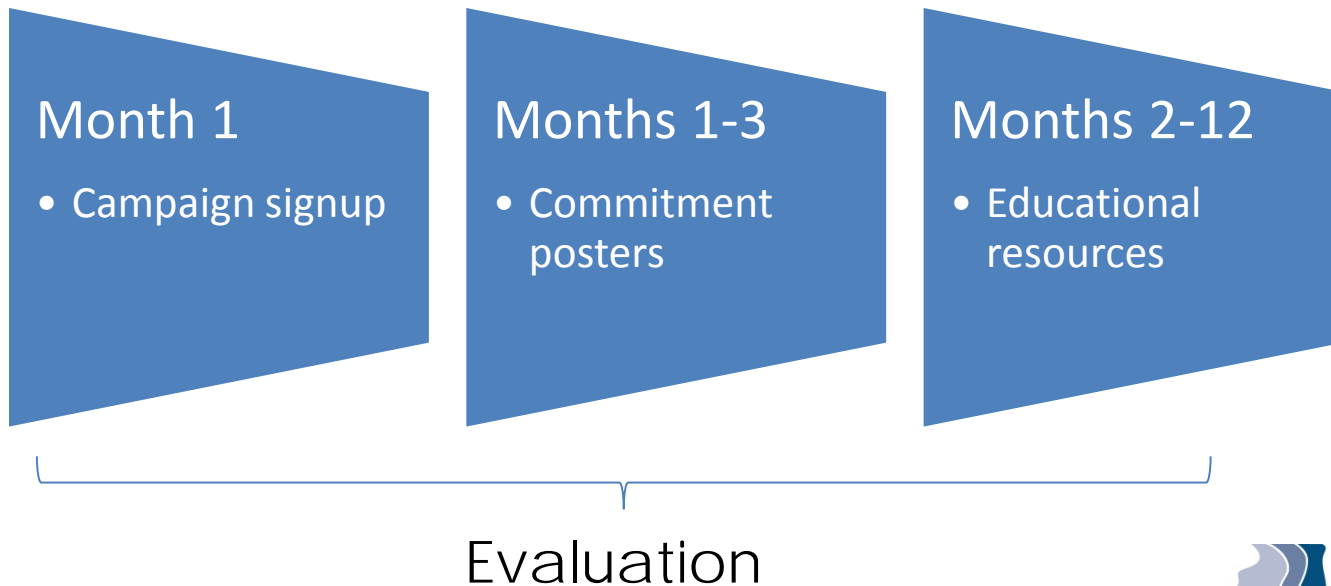 Month 1
• Campaign signup
Months 1-3
• Commitment
posters
Months 2-12
• Educational
resources
Evaluation